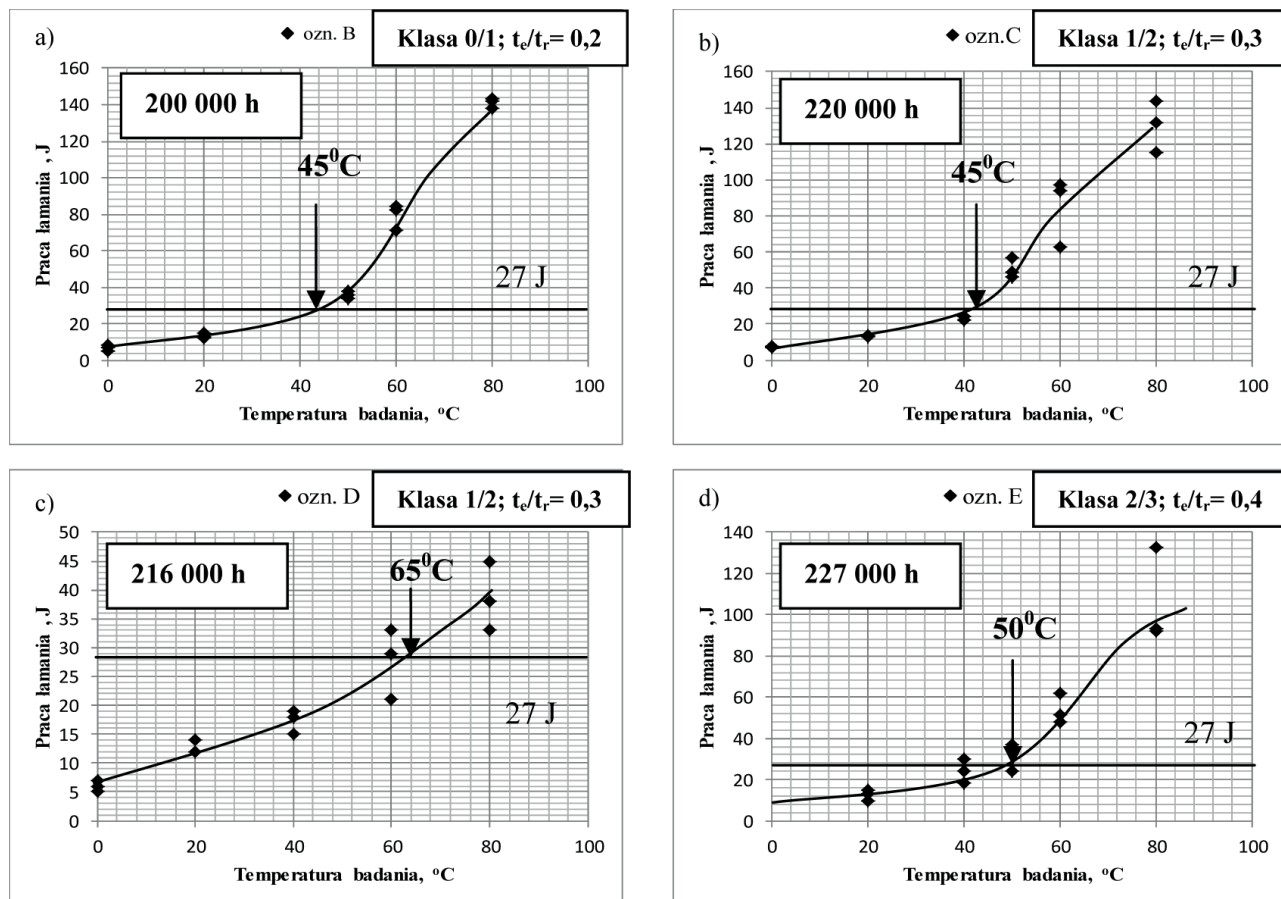 a)
◆ ozn. B
Klasa 0/1; tₑ/tᵣ= 0,2
200 000 h
45⁰C
27 J
Praca łamania , J
160
140
120
100
80
60
40
20
0
0 20 40 60 80 100
Temperatura badania, °C
b)
◆ ozn.C
Klasa 1/2; tₑ/tᵣ= 0,3
220 000 h
45⁰C
27 J
Praca łamania , J
160
140
120
100
80
60
40
20
0
0 20 40 60 80 100
Temperatura badania, °C
c)
◆ ozn. D
Klasa 1/2; tₑ/tᵣ= 0,3
216 000 h
65⁰C
27 J
Praca łamania , J
50
45
40
35
30
25
20
15
10
5
0
0 20 40 60 80 100
Temperatura badania, °C
d)
◆ ozn. E
Klasa 2/3; tₑ/tᵣ= 0,4
227 000 h
50⁰C
27 J
Praca łamania , J
140
120
100
80
60
40
20
0
0 20 40 60 80 100
Temperatura badania, °C